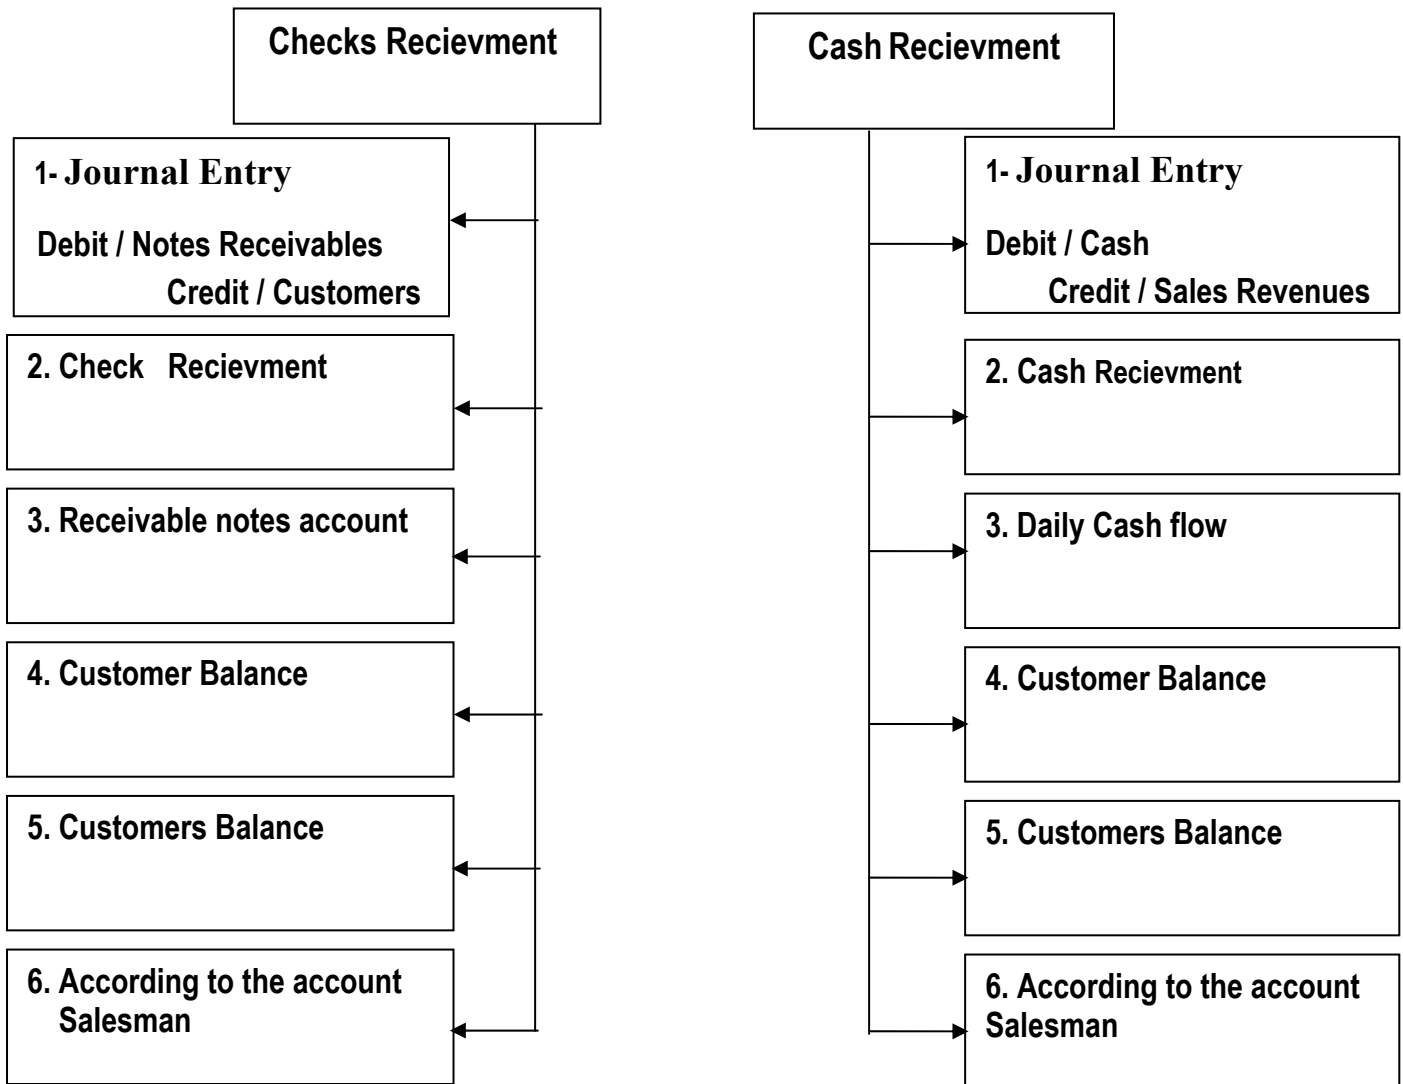 Checks Recievment
1- Journal Entry
Debit / Notes Receivables
Credit / Customers
2. Check Recievment
3. Receivable notes account
4. Customer Balance
5. Customers Balance
6. According to the account
Salesman
Cash Recievment
1- Journal Entry
Debit / Cash
Credit / Sales Revenues
2. Cash Recievment
3. Daily Cash flow
4. Customer Balance
5. Customers Balance
6. According to the account
Salesman